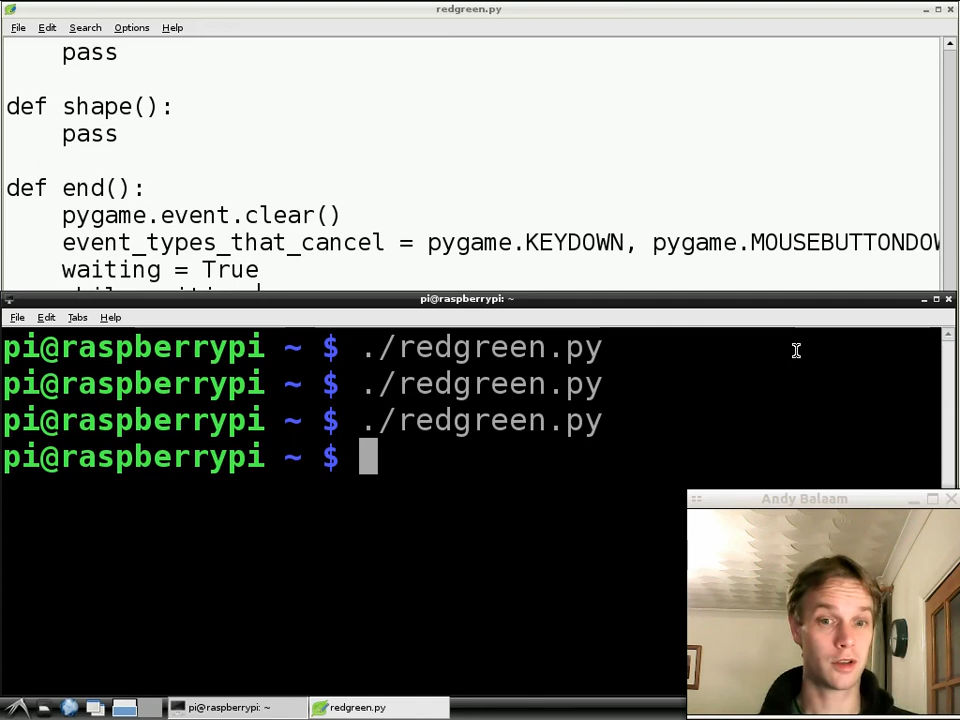 redgreen.py
File Edit Search Options Help
pass
def shape():
pass
def end():
pygame.event.clear()
event_types_that_cancel = pygame.KEYDOWN, pygame.MOUSEBUTTONDOW
waiting = True
pi@raspberrypi: ~
File Edit Tabs Help
pi@raspberrypi ~ $ ./redgreen.py
pi@raspberrypi ~ $ ./redgreen.py
pi@raspberrypi ~ $ ./redgreen.py
pi@raspberrypi ~ $
Andy Balaam
pi@raspberrypi: ~
redgreen.py